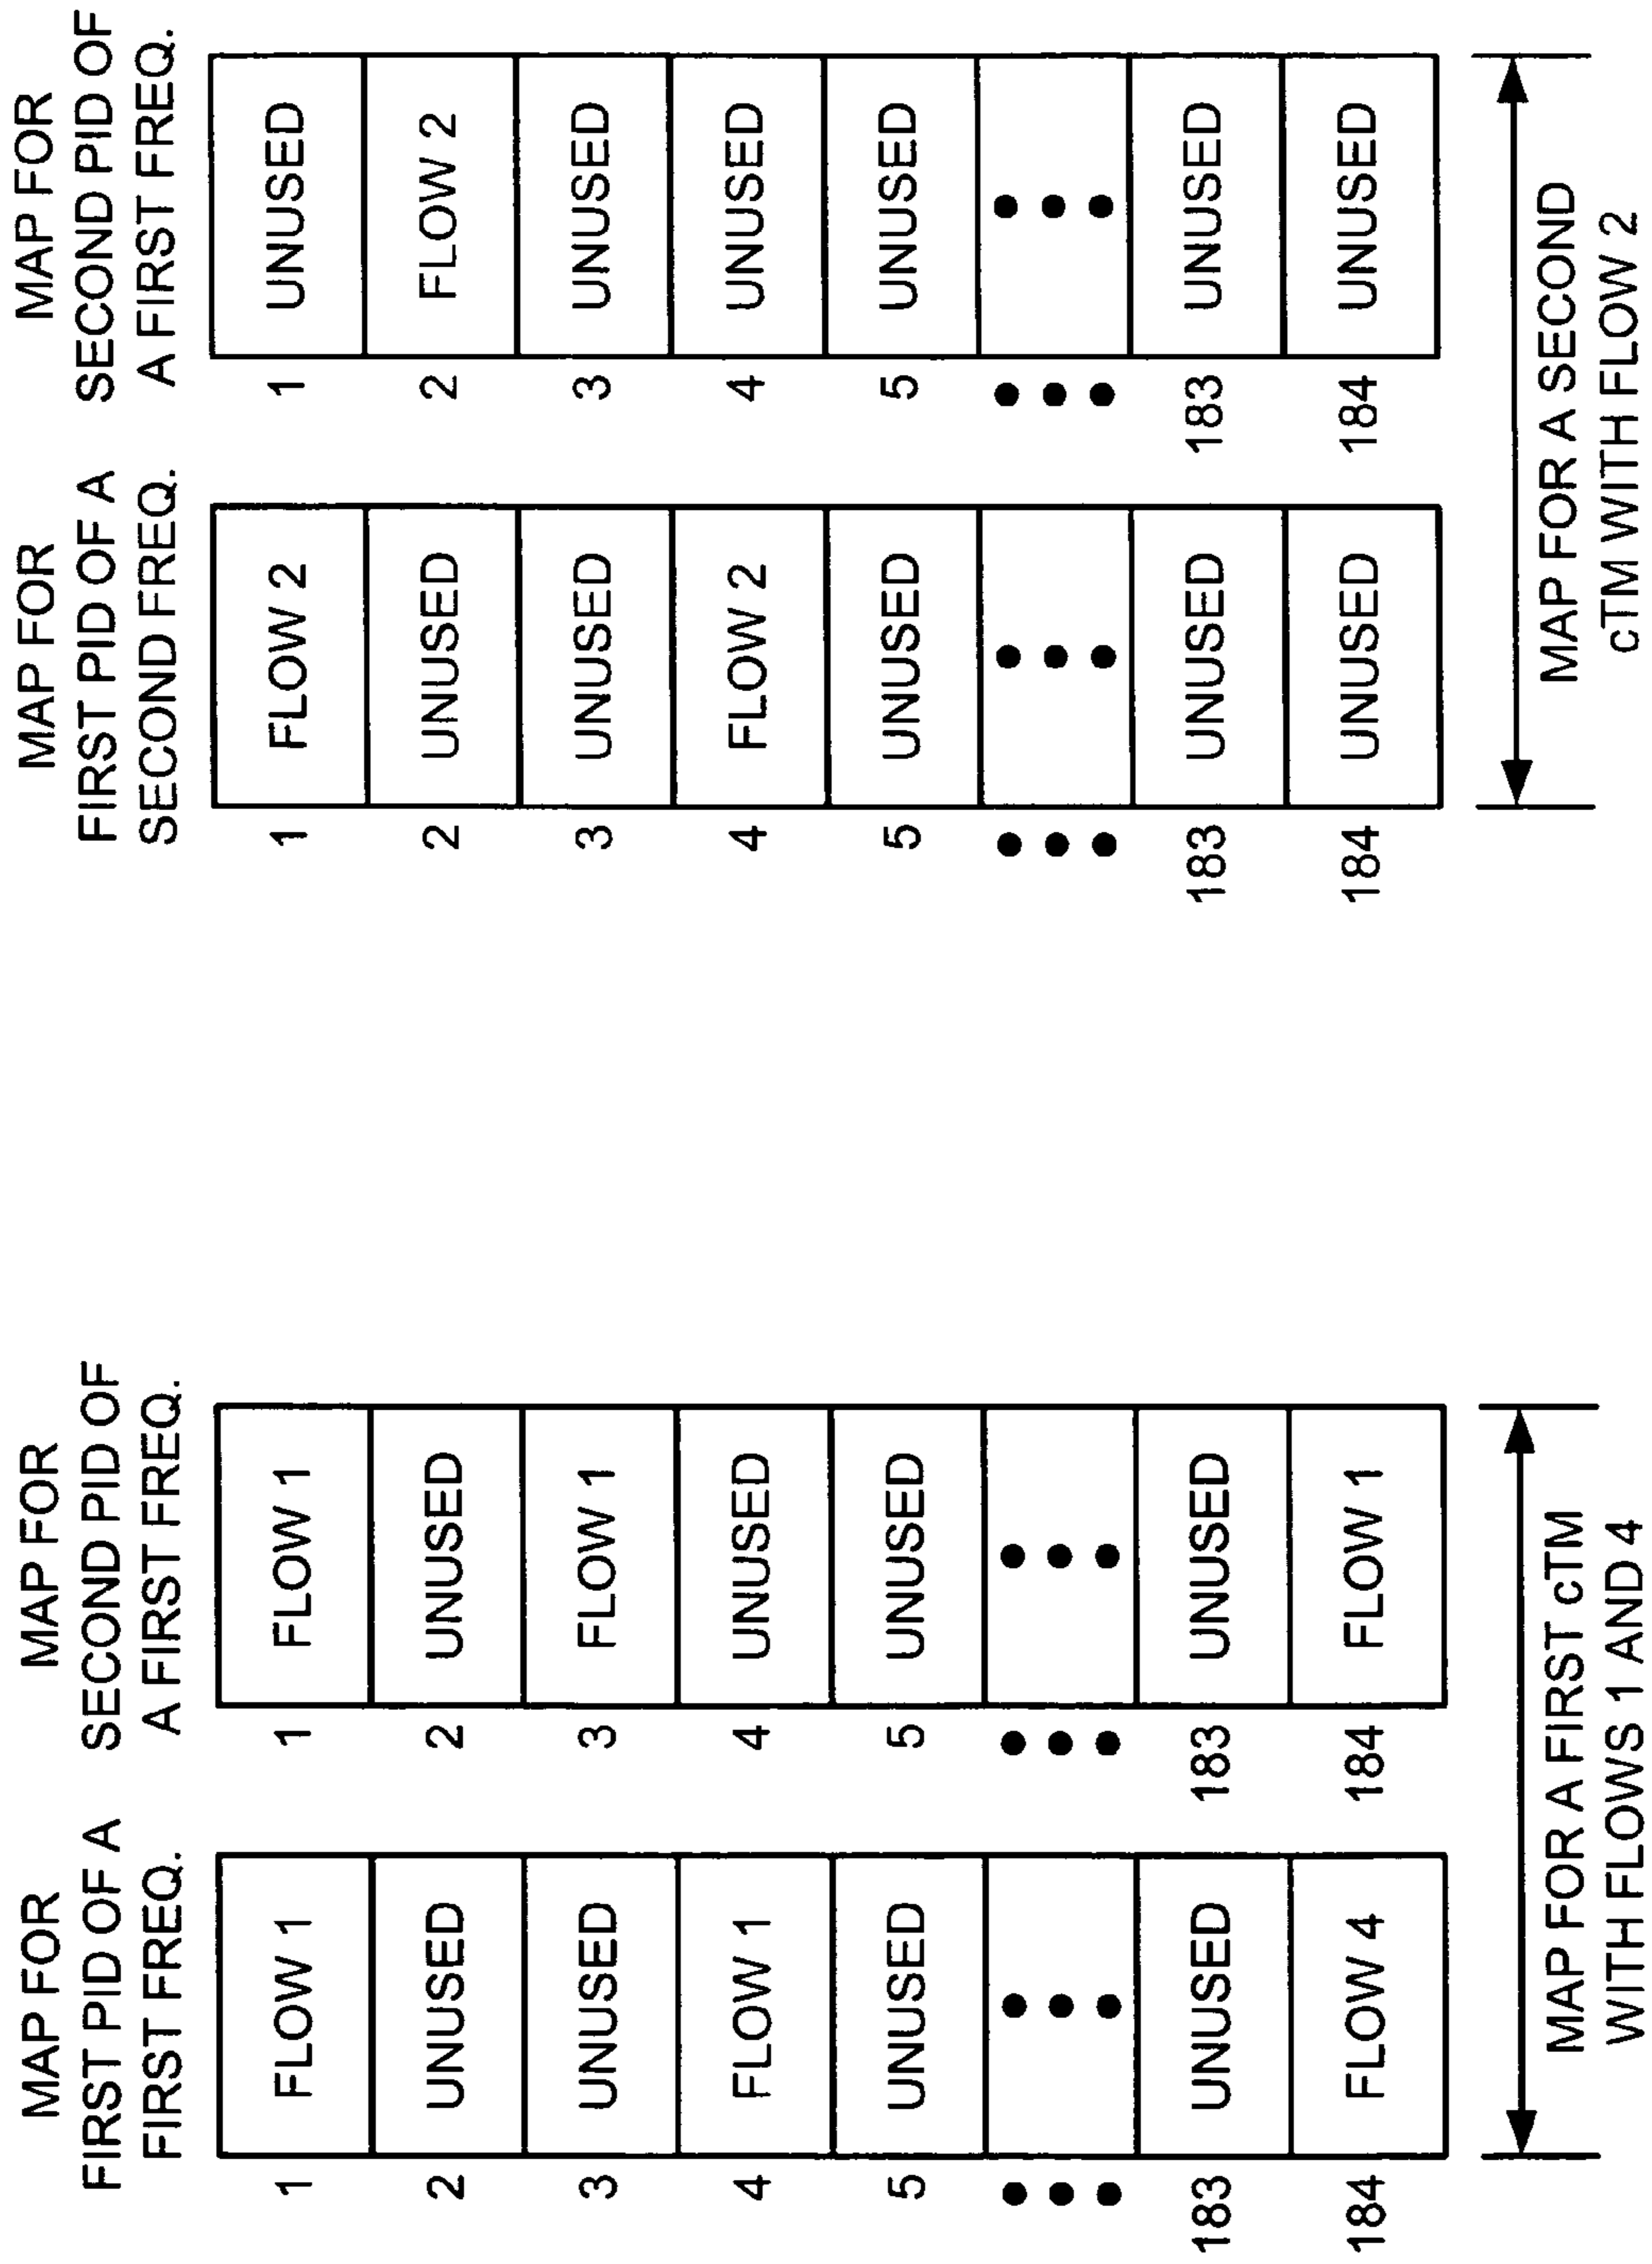 MAP FOR
FIRST PID OF A
FIRST FREQ.
1 FLOW 1
2 UNUSED
3 UNUSED
4 FLOW 1
5 UNUSED
183 UNUSED
184 FLOW 4
MAP FOR
SECOND PID OF
A FIRST FREQ.
1 FLOW 1
2 UNUSED
3 FLOW 1
4 UNUSED
5 UNUSED
183 UNUSED
184 FLOW 1
MAP FOR A FIRST cTM
WITH FLOWS 1 AND 4
MAP FOR
FIRST PID OF A
SECOND FREQ.
1 FLOW 2
2 UNUSED
3 UNUSED
4 FLOW 2
5 UNUSED
183 UNUSED
184 UNUSED
MAP FOR
SECOND PID OF
A FIRST FREQ.
1 UNUSED
2 FLOW 2
3 UNUSED
4 UNUSED
5 UNUSED
183 UNUSED
184 UNUSED
MAP FOR A SECOND
cTM WITH FLOW 2